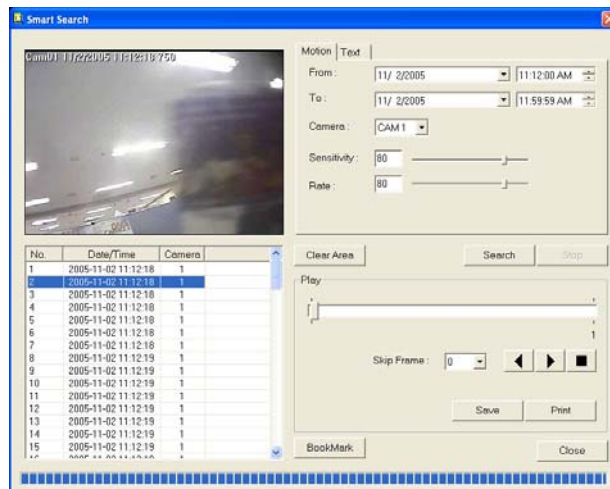 Smart Search
Cam01 11/2/2005 11:12:18 750
Motion Text
From : 11/ 2/2005 11:12:00 AM
To : 11/ 2/2005 11:59:59 AM
Camera : CAM 1
Sensitivity : 80
Rate : 80
Clear Area Search Stop
No. Date/Time Camera
1 2005-11-02 11:12:18 1
2 2005-11-02 11:12:18 1
3 2005-11-02 11:12:18 1
4 2005-11-02 11:12:18 1
5 2005-11-02 11:12:18 1
6 2005-11-02 11:12:18 1
7 2005-11-02 11:12:18 1
8 2005-11-02 11:12:19 1
9 2005-11-02 11:12:19 1
10 2005-11-02 11:12:19 1
11 2005-11-02 11:12:19 1
12 2005-11-02 11:12:19 1
13 2005-11-02 11:12:19 1
14 2005-11-02 11:12:19 1
15 2005-11-02 11:12:19 1
Play
1
Skip Frame : 0
Save Print
BookMark Close